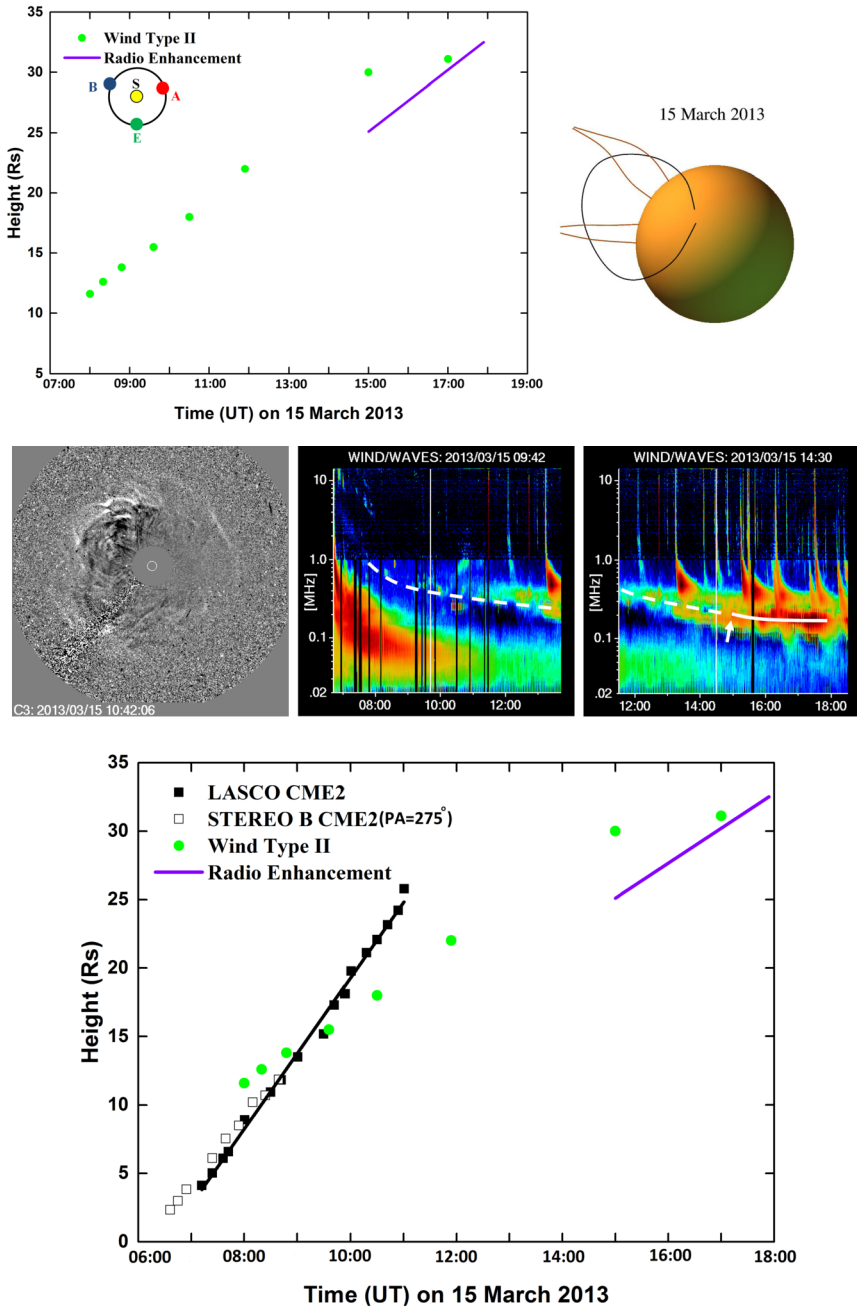 35
30
25
20
15
10
5
Height (Rs)
Wind Type II
Radio Enhancement
B
S
A
E
07:00
09:00
11:00
13:00
15:00
17:00
19:00
Time (UT) on 15 March 2013
15 March 2013
C3: 2013/03/15 10:42:06
WIND/WAVES: 2013/03/15 09:42
10
1.0
[MHz]
0.1
.02
08:00
10:00
12:00
WIND/WAVES: 2013/03/15 14:30
10
1.0
[MHz]
0.1
.02
12:00
14:00
16:00
18:00
35
30
25
20
15
10
5
0
Height (Rs)
LASCO CME2
STEREO B CME2(PA=275°)
Wind Type II
Radio Enhancement
06:00
08:00
10:00
12:00
14:00
16:00
18:00
Time (UT) on 15 March 2013